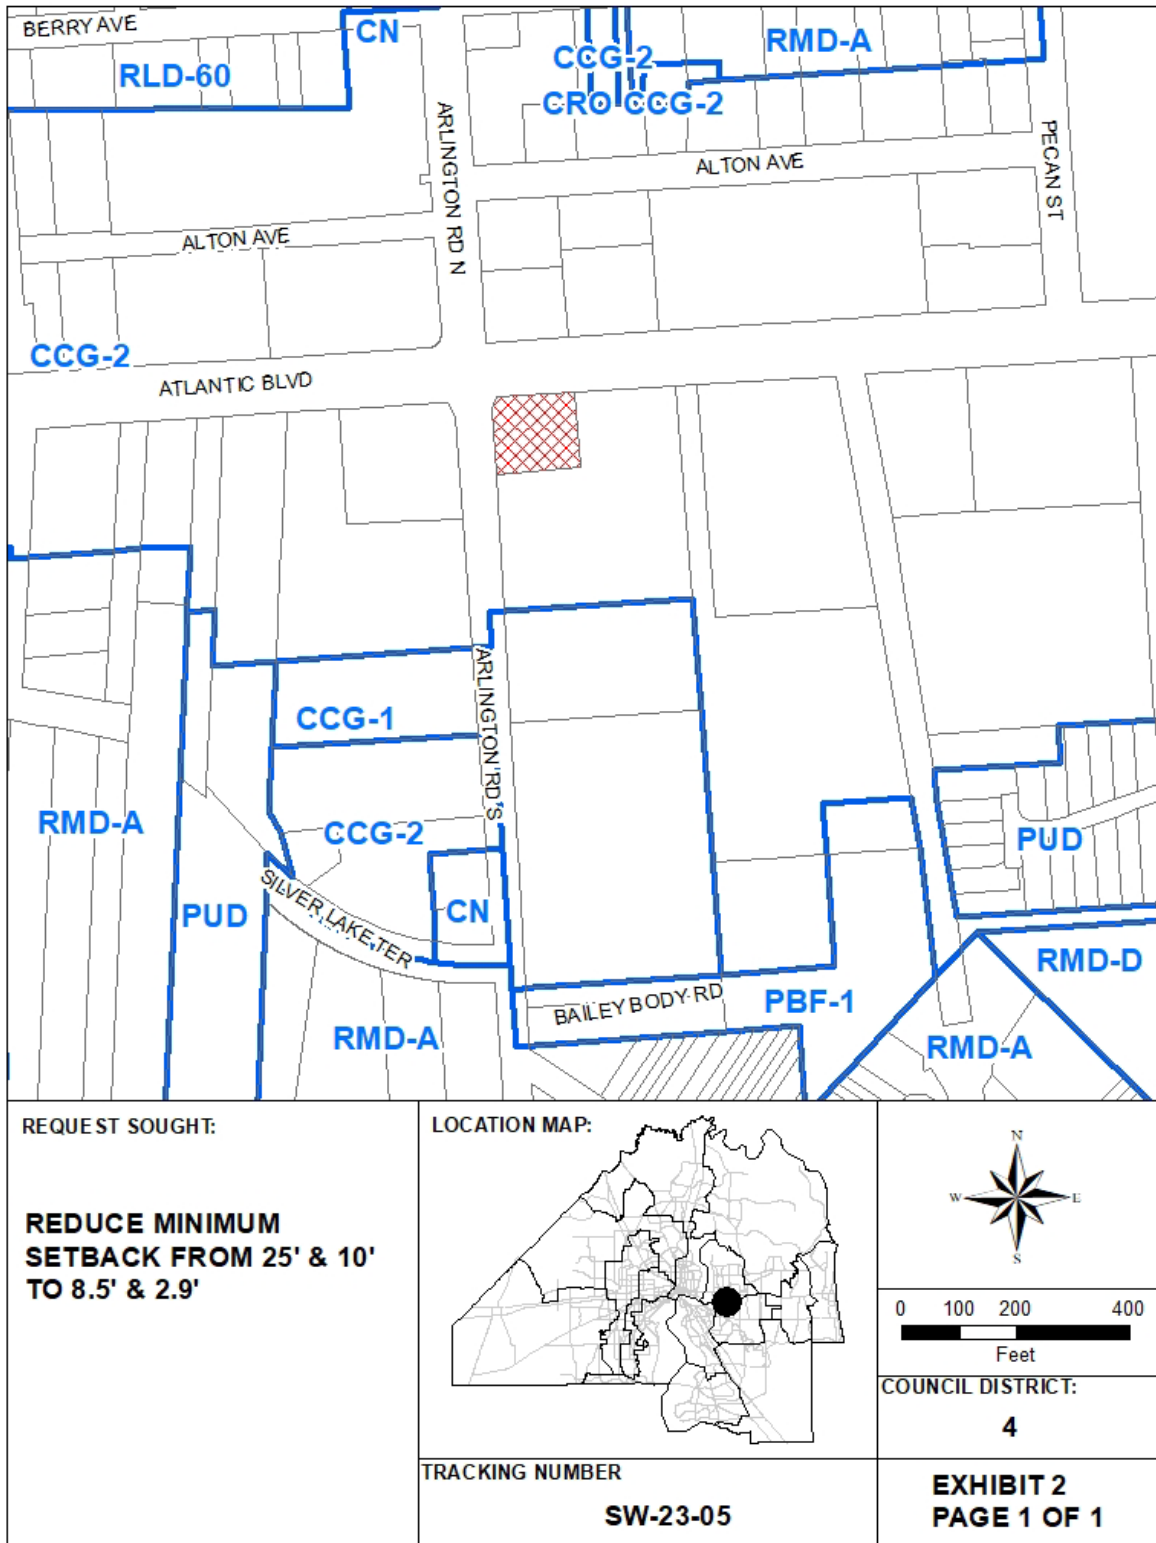 BERRY AVE
CN
RLD-60
CCG-2
RMD-A
CRO
CCG-2
ARLINGTON RD N
ALTON AVE
PECAN ST
ALTON AVE
CCG-2
ATLANTIC BLVD
ARLINGTON RD S
CCG-1
RMD-A
CCG-2
PUD
SILVER LAKE TER
CN
PUD
RMD-D
BAILEY BODY RD
PBF-1
RMD-A
RMD-A
REQUEST SOUGHT:
REDUCE MINIMUM
SETBACK FROM 25' & 10'
TO 8.5' & 2.9'
LOCATION MAP:
N
W
E
S
0 100 200 400
Feet
COUNCIL DISTRICT:
4
TRACKING NUMBER
SW-23-05
EXHIBIT 2
PAGE 1 OF 1